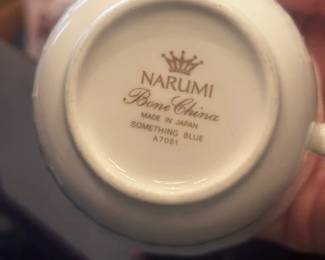 NARUMI
Bone China
MADE IN JAPAN
SOMETHING BLUE
A7051